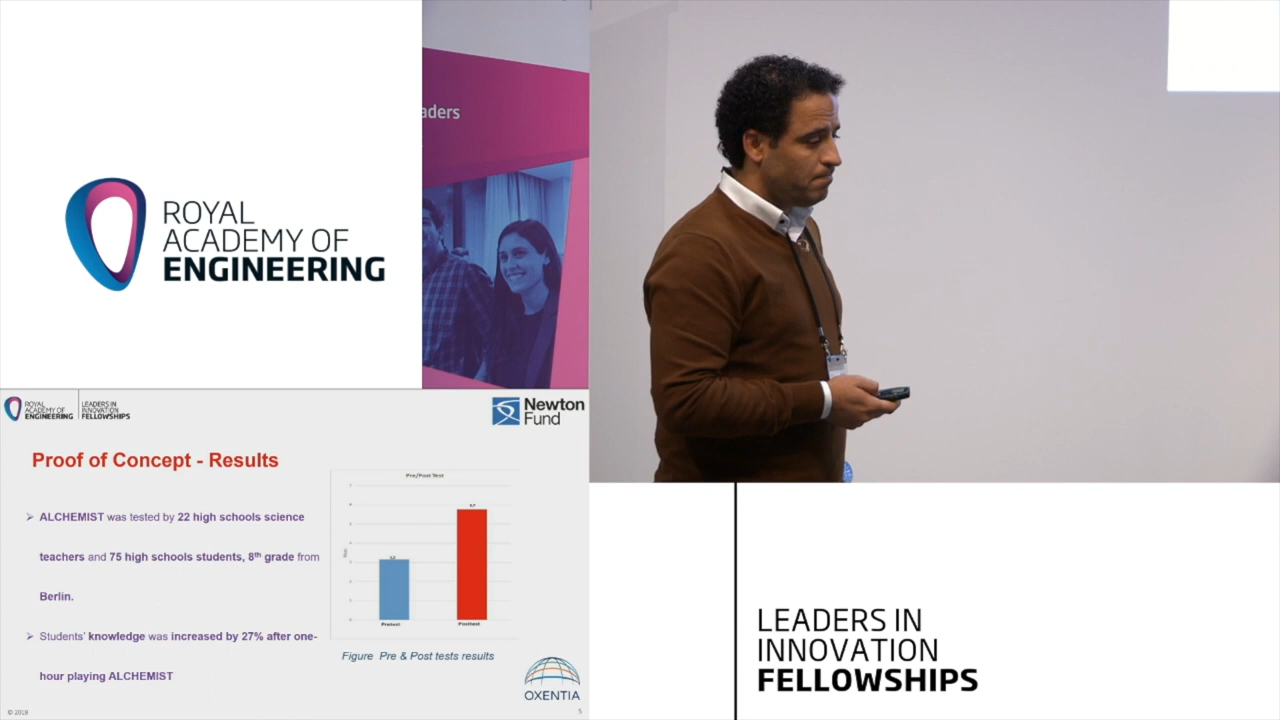 ROYAL
ACADEMY OF
ENGINEERING
aders
ROYAL
ACADEMY OF
ENGINEERING
LEADERS IN
INNOVATION
FELLOWSHIPS
Newton
Fund
Proof of Concept - Results
➢ ALCHEMIST was tested by 22 high schools science
teachers and 75 high schools students, 8th grade from
Berlin.
➢ Students' knowledge was increased by 27% after one-
hour playing ALCHEMIST
Pre/Post Test
Pretest
Posttest
Figure Pre & Post tests results
OXENTIA
© 2019
5
LEADERS IN
INNOVATION
FELLOWSHIPS